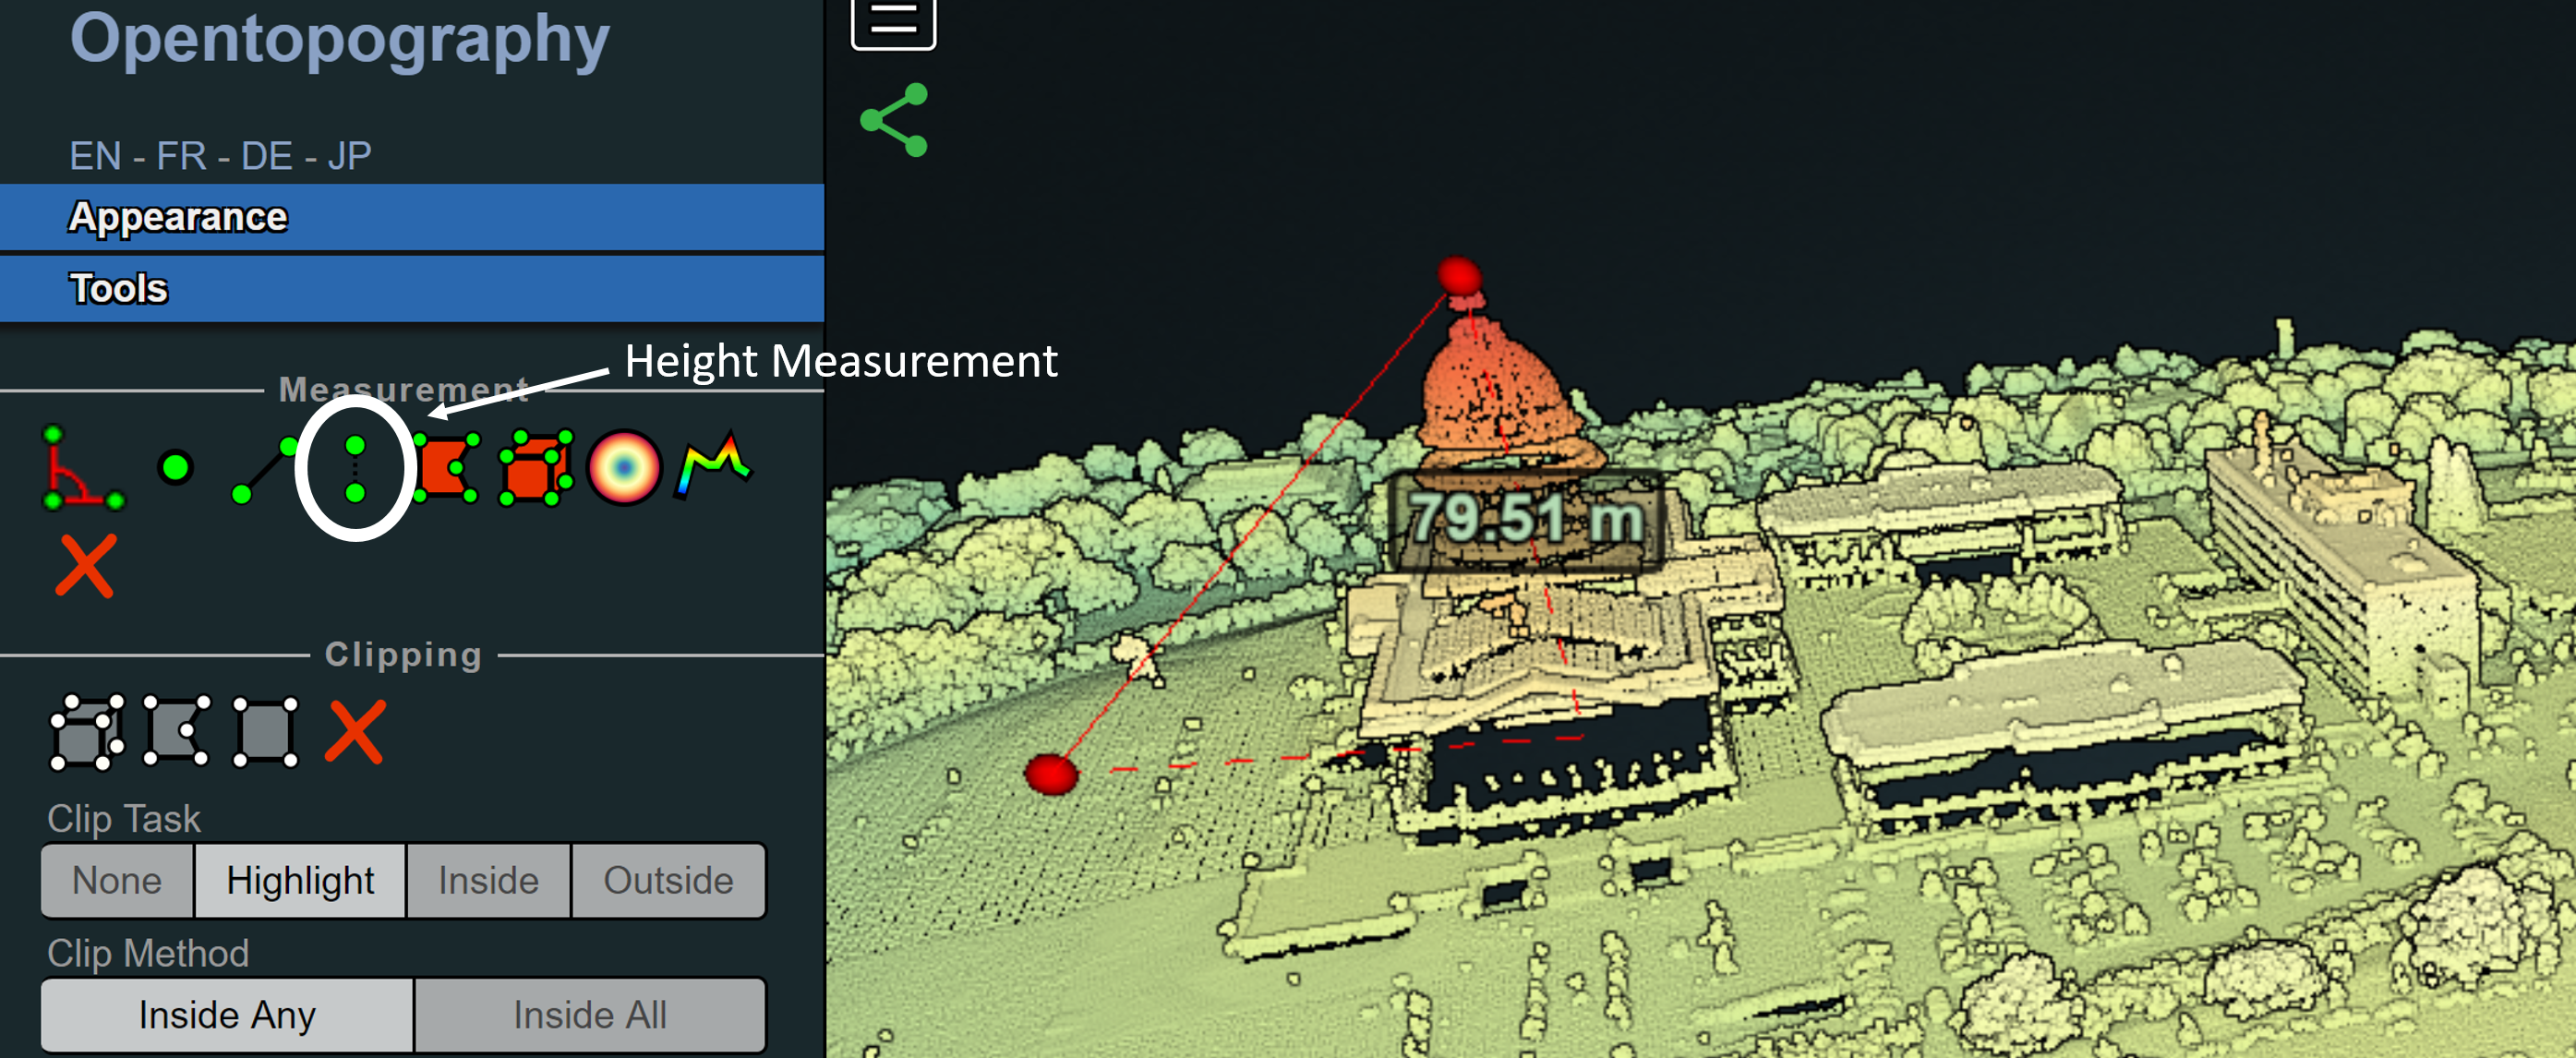 Opentopography
EN - FR - DE - JP
Appearance
Tools
Height Measurement
Measurement
79.51 m
Clipping
Clip Task
None Highlight Inside Outside
Clip Method
Inside Any Inside All